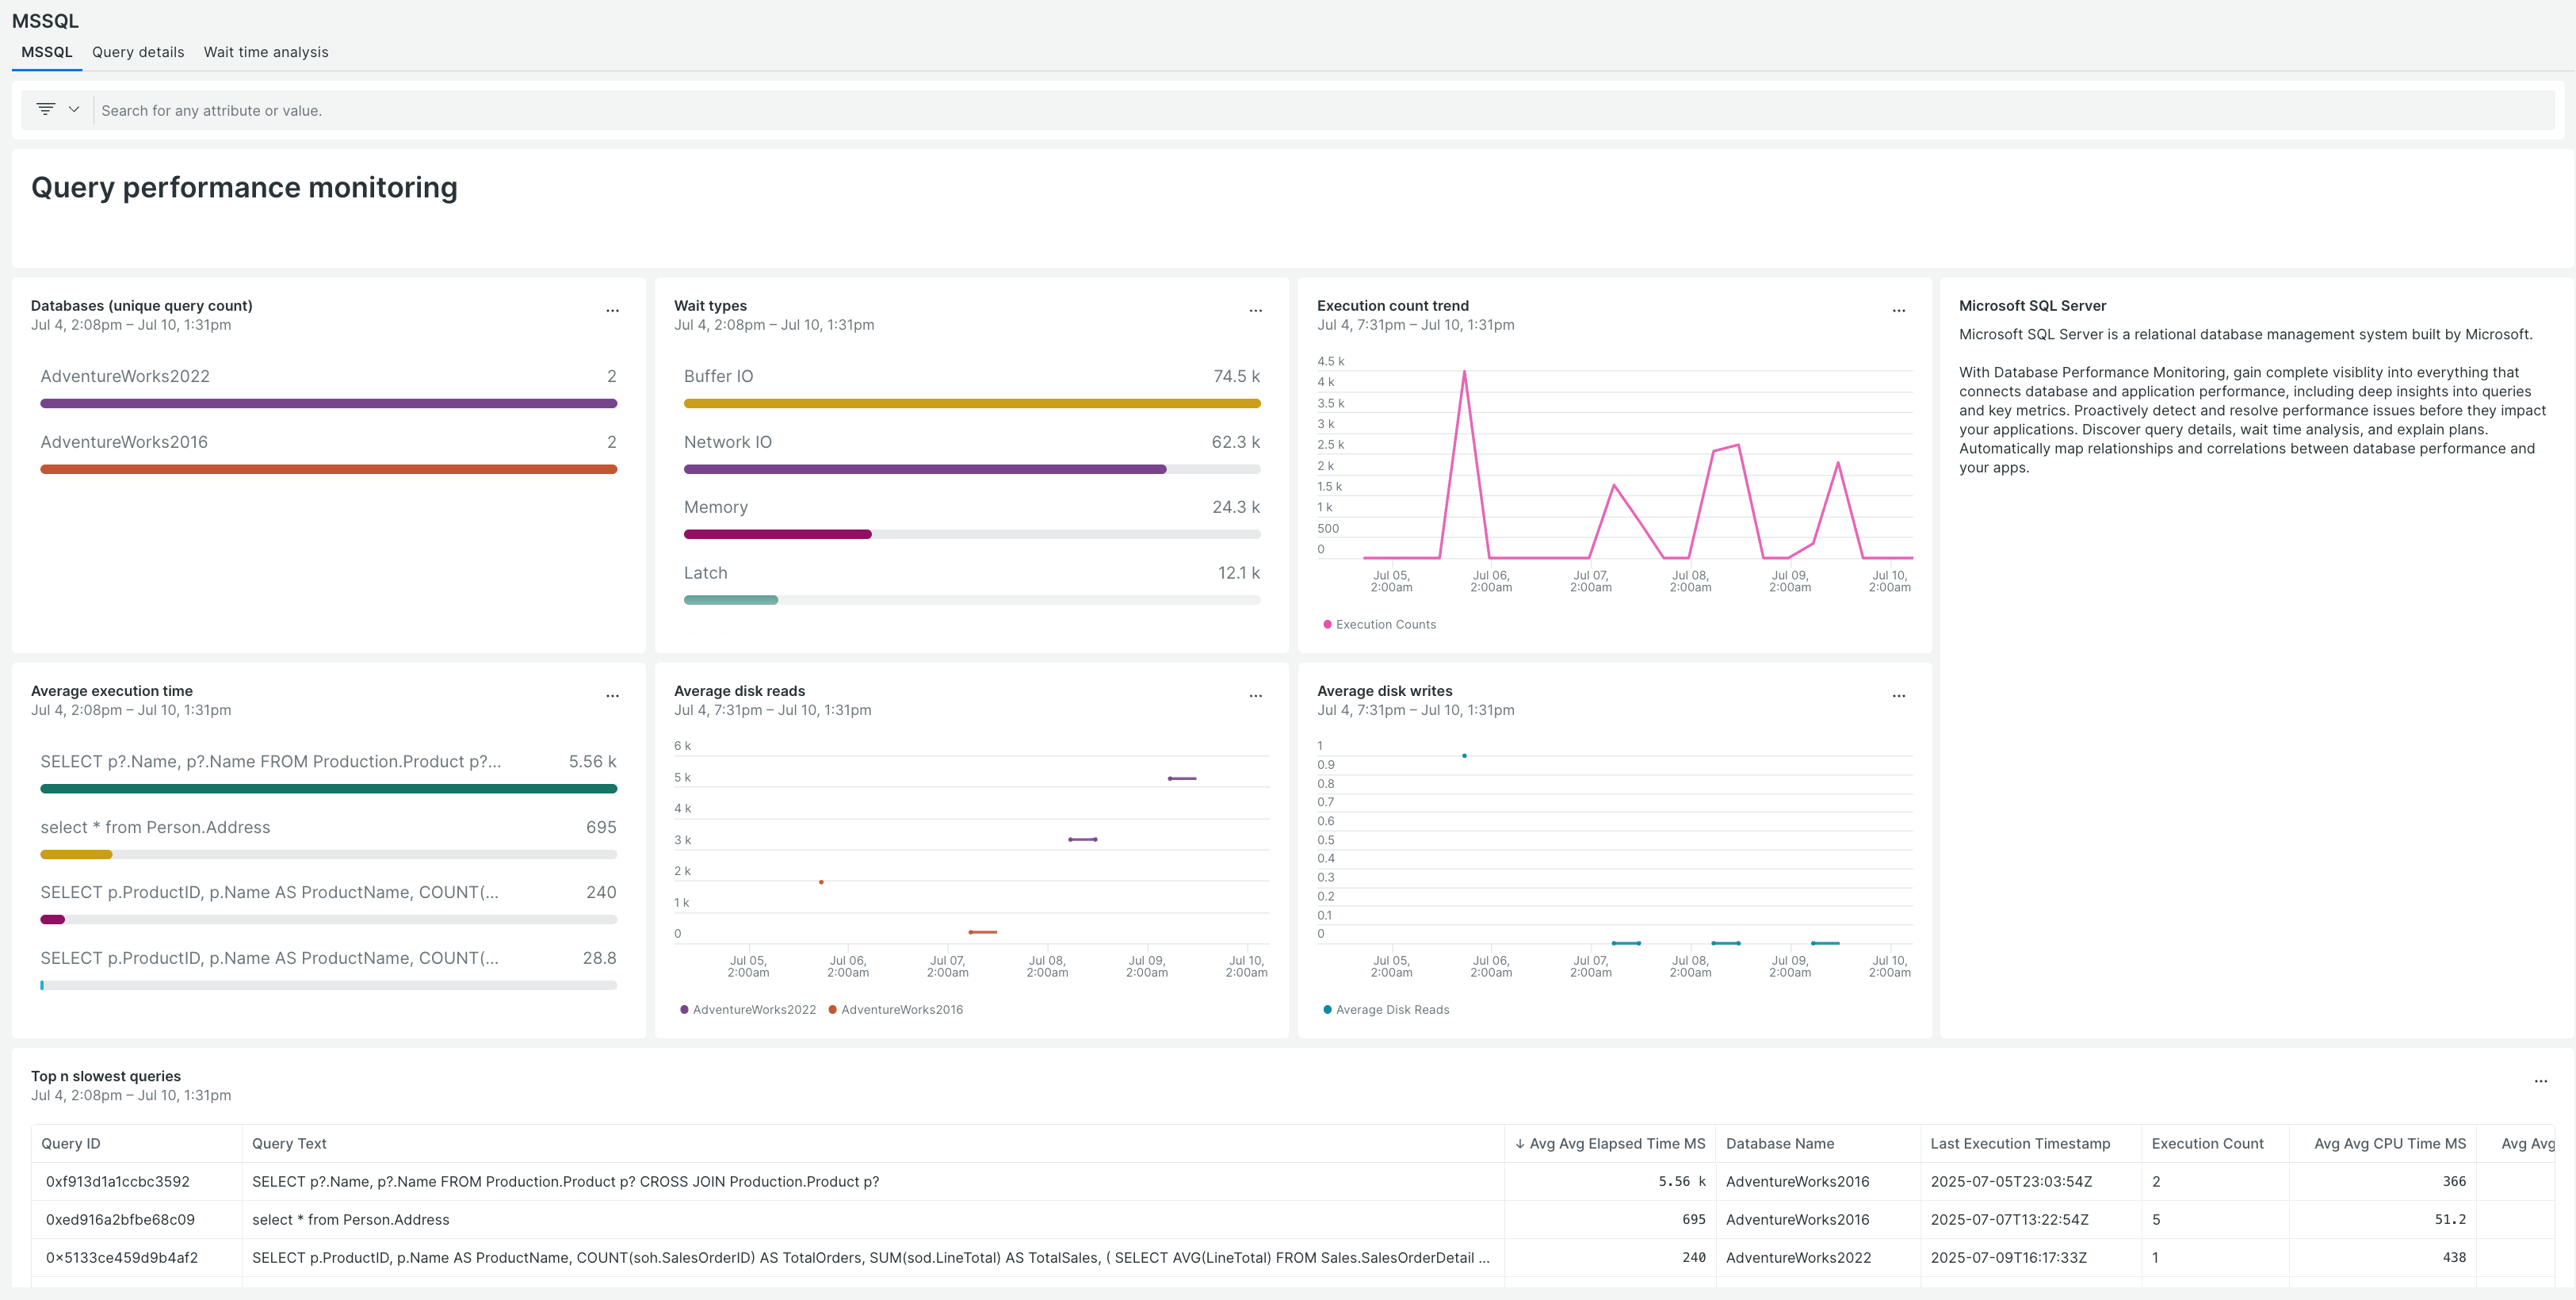 MSSQL
MSSQL Query details Wait time analysis
Search for any attribute or value.
Query performance monitoring
Databases (unique query count)
Jul 4, 2:08pm – Jul 10, 1:31pm
AdventureWorks2022 2
AdventureWorks2016 2
Wait types
Jul 4, 2:08pm – Jul 10, 1:31pm
Buffer IO 74.5 k
Network IO 62.3 k
Memory 24.3 k
Latch 12.1 k
Execution count trend
Jul 4, 7:31pm – Jul 10, 1:31pm
4.5 k
4 k
3.5 k
3 k
2.5 k
2 k
1.5 k
1 k
500
0
Jul 05, Jul 06, Jul 07, Jul 08, Jul 09, Jul 10,
2:00am 2:00am 2:00am 2:00am 2:00am 2:00am
Execution Counts
Microsoft SQL Server
Microsoft SQL Server is a relational database management system built by Microsoft.
With Database Performance Monitoring, gain complete visiblity into everything that
connects database and application performance, including deep insights into queries
and key metrics. Proactively detect and resolve performance issues before they impact
your applications. Discover query details, wait time analysis, and explain plans.
Automatically map relationships and correlations between database performance and
your apps.
Average execution time
Jul 4, 2:08pm – Jul 10, 1:31pm
SELECT p?.Name, p?.Name FROM Production.Product p?... 5.56 k
select * from Person.Address 695
SELECT p.ProductID, p.Name AS ProductName, COUNT(... 240
SELECT p.ProductID, p.Name AS ProductName, COUNT(... 28.8
Average disk reads
Jul 4, 7:31pm – Jul 10, 1:31pm
6 k
5 k
4 k
3 k
2 k
1 k
0
Jul 05, Jul 06, Jul 07, Jul 08, Jul 09, Jul 10,
2:00am 2:00am 2:00am 2:00am 2:00am 2:00am
AdventureWorks2022 AdventureWorks2016
Average disk writes
Jul 4, 7:31pm – Jul 10, 1:31pm
1
0.9
0.8
0.7
0.6
0.5
0.4
0.3
0.2
0.1
0
Jul 05, Jul 06, Jul 07, Jul 08, Jul 09, Jul 10,
2:00am 2:00am 2:00am 2:00am 2:00am 2:00am
Average Disk Reads
Top n slowest queries
Jul 4, 2:08pm – Jul 10, 1:31pm
Query ID Query Text ↓ Avg Avg Elapsed Time MS Database Name Last Execution Timestamp Execution Count Avg Avg CPU Time MS Avg Avg
0xf913d1a1ccbc3592 SELECT p?.Name, p?.Name FROM Production.Product p? CROSS JOIN Production.Product p? 5.56 k AdventureWorks2016 2025-07-05T23:03:54Z 2 366
0xed916a2bfbe68c09 select * from Person.Address 695 AdventureWorks2016 2025-07-07T13:22:54Z 5 51.2
0x5133ce459d9b4af2 SELECT p.ProductID, p.Name AS ProductName, COUNT(soh.SalesOrderID) AS TotalOrders, SUM(sod.LineTotal) AS TotalSales, ( SELECT AVG(LineTotal) FROM Sales.SalesOrderDetail ... 240 AdventureWorks2022 2025-07-09T16:17:33Z 1 438